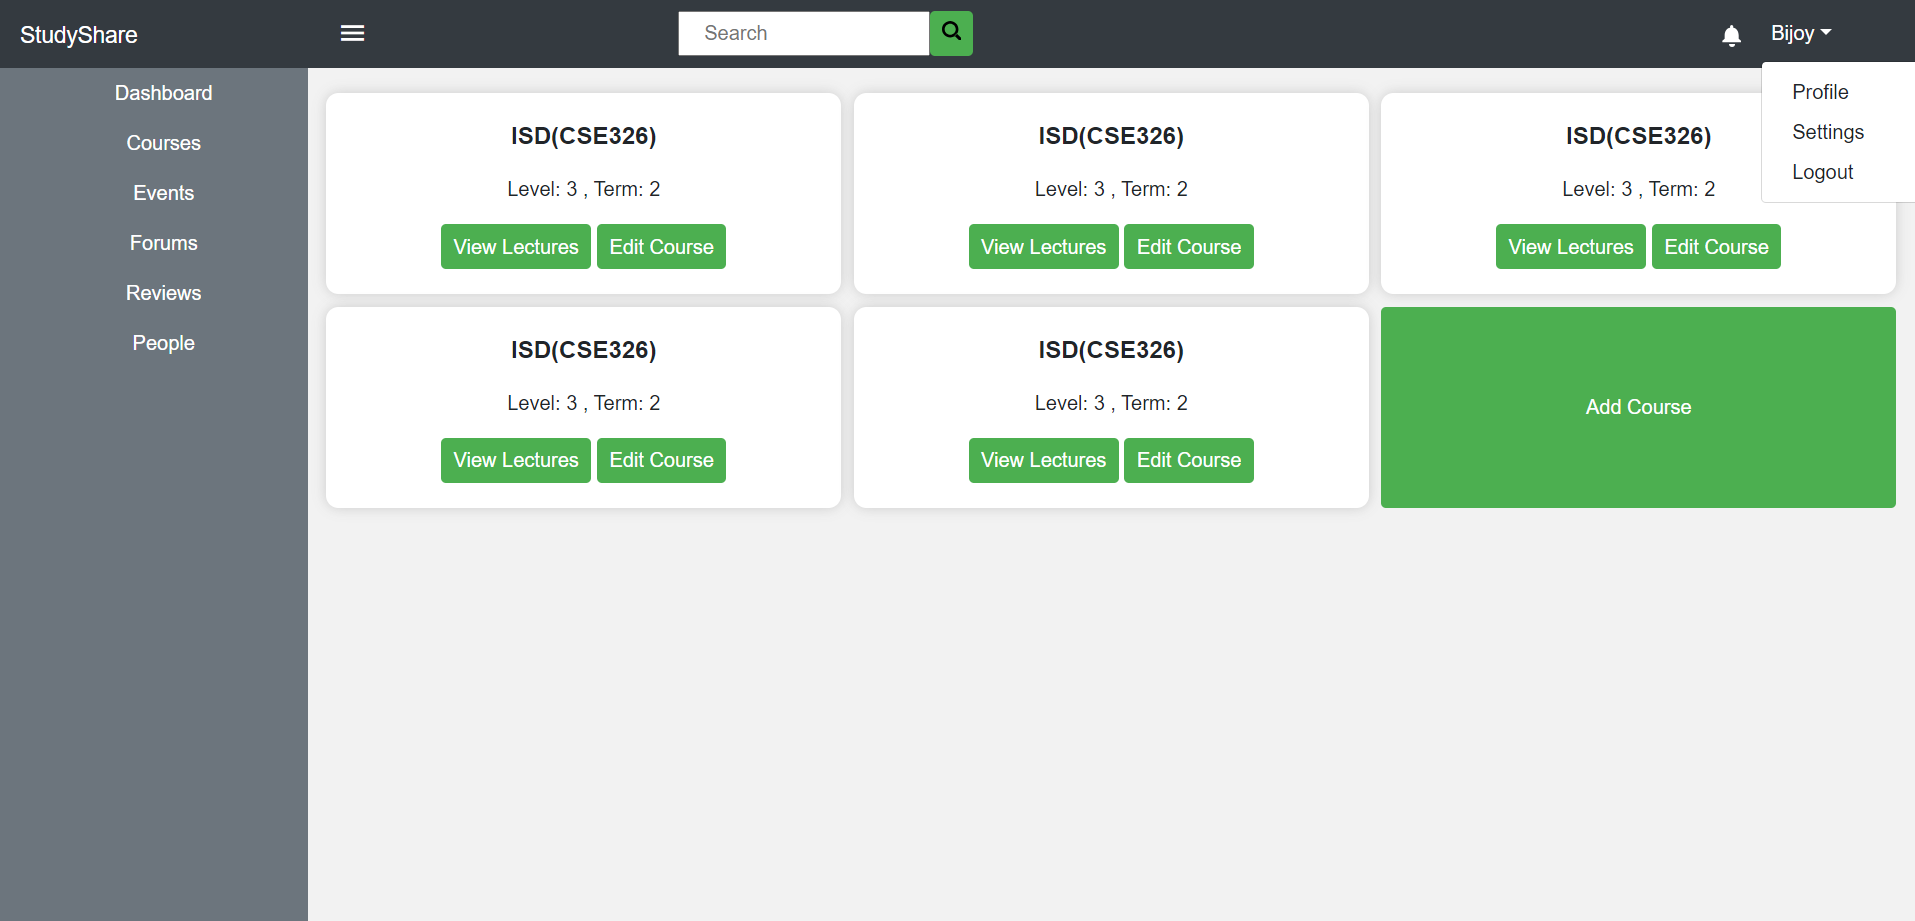 StudyShare
Search
Bijoy
Profile
Settings
Logout
Dashboard
Courses
Events
Forums
Reviews
People
ISD(CSE326)
Level: 3 , Term: 2
View Lectures Edit Course
ISD(CSE326)
Level: 3 , Term: 2
View Lectures Edit Course
ISD(CSE326)
Level: 3 , Term: 2
View Lectures Edit Course
ISD(CSE326)
Level: 3 , Term: 2
View Lectures Edit Course
ISD(CSE326)
Level: 3 , Term: 2
View Lectures Edit Course
Add Course